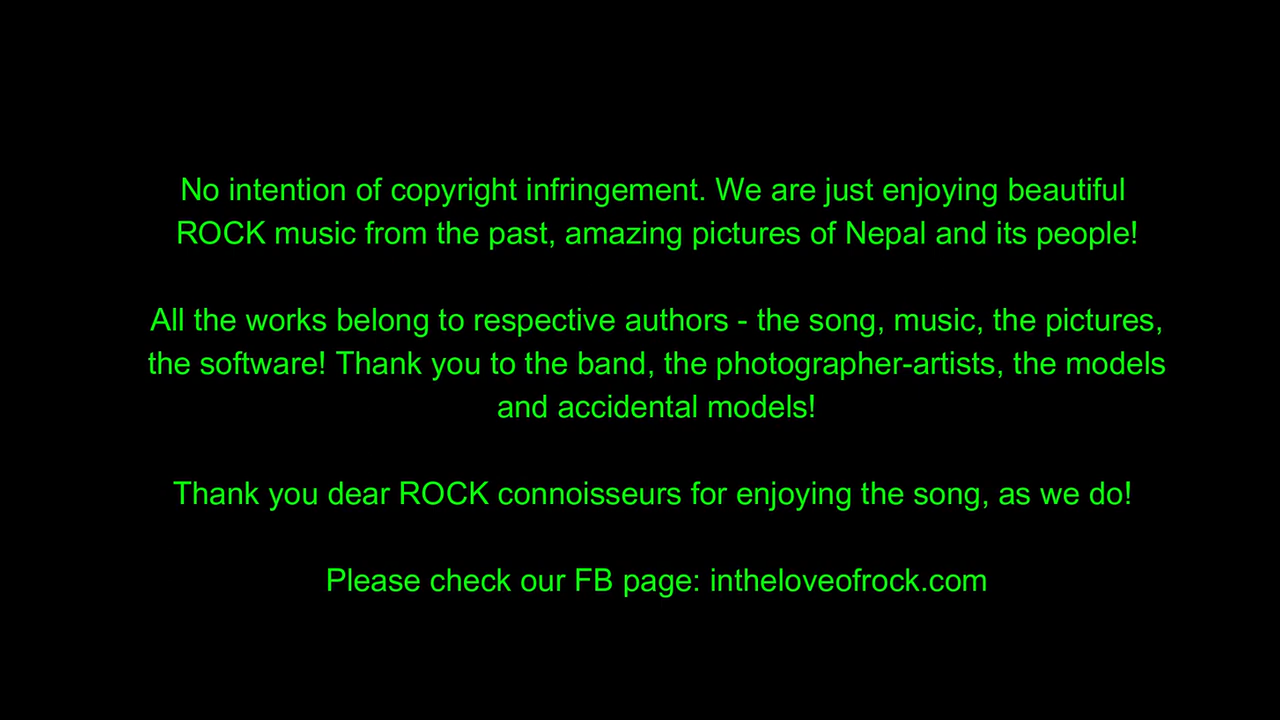 No intention of copyright infringement. We are just enjoying beautiful
ROCK music from the past, amazing pictures of Nepal and its people!
All the works belong to respective authors - the song, music, the pictures,
the software! Thank you to the band, the photographer-artists, the models
and accidental models!
Thank you dear ROCK connoisseurs for enjoying the song, as we do!
Please check our FB page: intheloveofrock.com